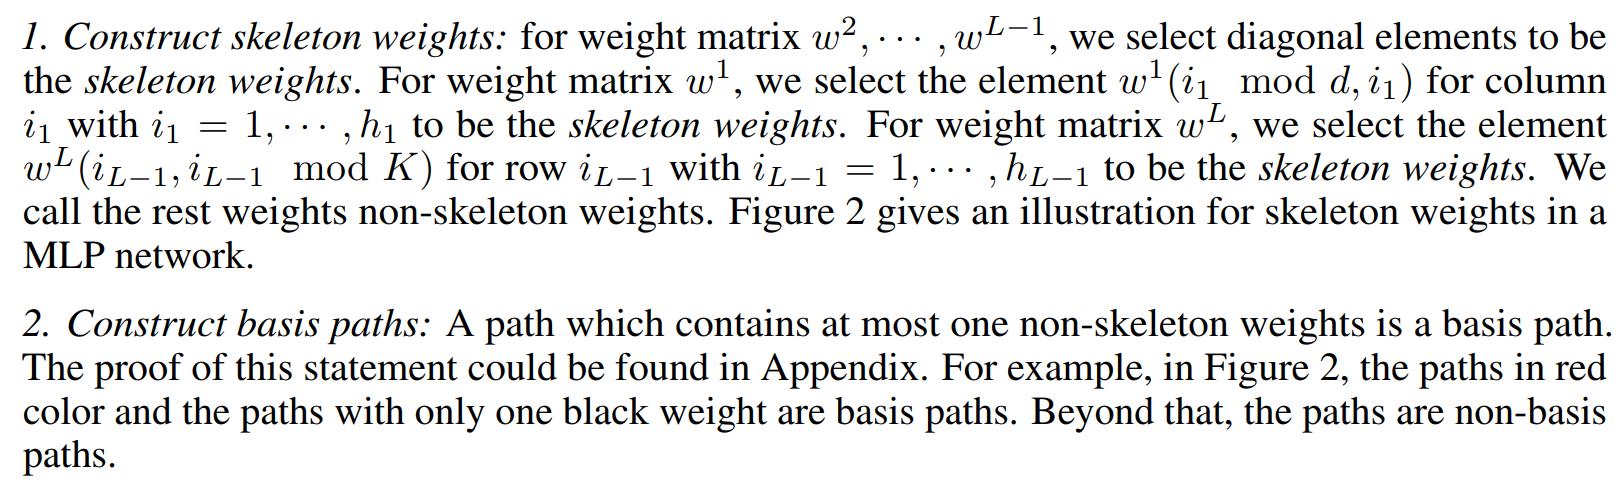 1. Construct skeleton weights: for weight matrix w^2, ⋯ , w^{L−1}, we select diagonal elements to be
the skeleton weights. For weight matrix w^1, we select the element w^1(i_1 mod d, i_1) for column
i_1 with i_1 = 1, ⋯ , h_1 to be the skeleton weights. For weight matrix w^L, we select the element
w^L(i_{L−1}, i_{L−1} mod K) for row i_{L−1} with i_{L−1} = 1, ⋯ , h_{L−1} to be the skeleton weights. We
call the rest weights non-skeleton weights. Figure 2 gives an illustration for skeleton weights in a
MLP network.
2. Construct basis paths: A path which contains at most one non-skeleton weights is a basis path.
The proof of this statement could be found in Appendix. For example, in Figure 2, the paths in red
color and the paths with only one black weight are basis paths. Beyond that, the paths are non-basis
paths.